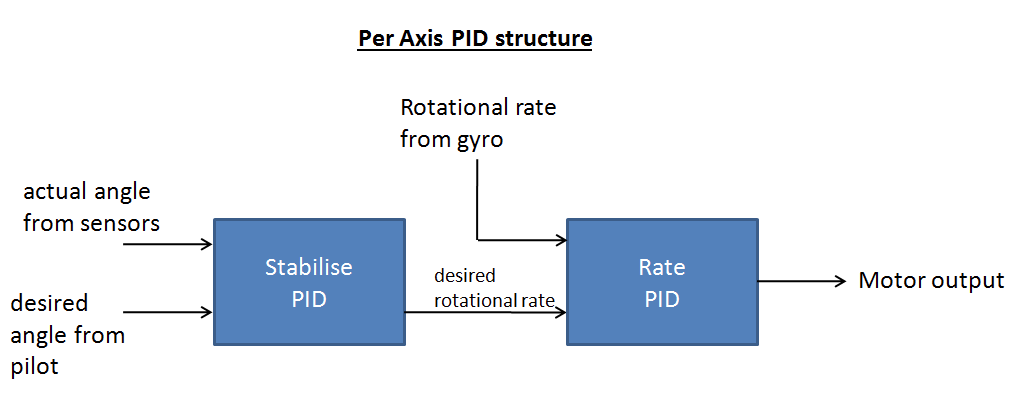 Per Axis PID structure
Rotational rate
from gyro
actual angle
from sensors
Stabilise
PID
desired
rotational rate
Rate
PID
Motor output
desired
angle from
pilot